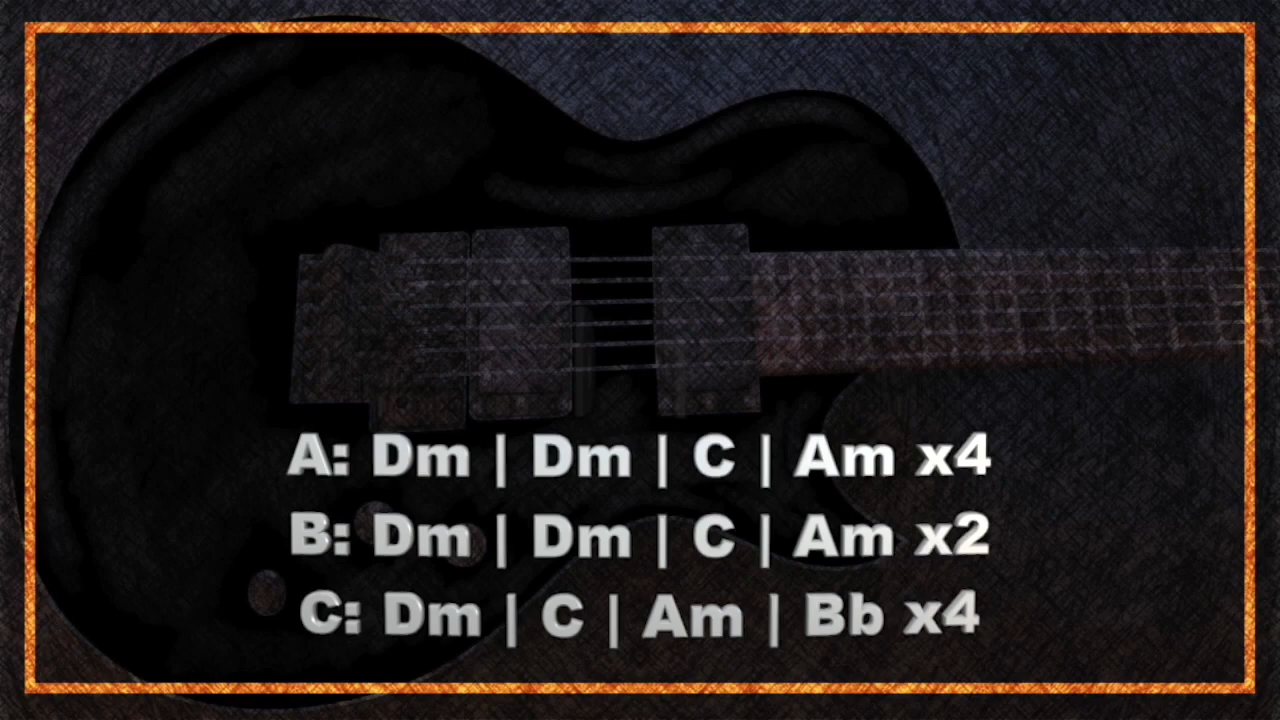 A: Dm | Dm | C | Am x4
B: Dm | Dm | C | Am x2
C: Dm | C | Am | Bb x4